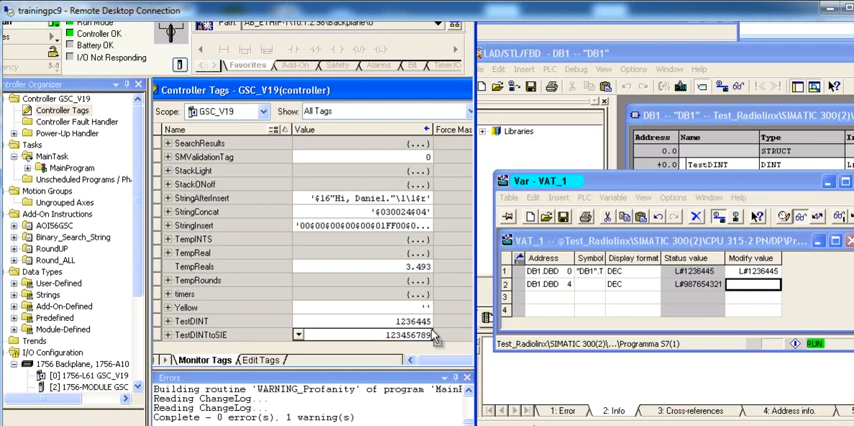 trainingpc9 - Remote Desktop Connection
Run Mode
Controller OK
Battery OK
I/O Not Responding
Path: AB_ETHIP-1\10.1.2.98\Backplane\0
Favorites Add-On Safety Alarms Bit Timer
Controller Organizer
Controller GSC_V19
Controller Tags
Controller Fault Handler
Power-Up Handler
Tasks
MainTask
MainProgram
Unscheduled Programs / Pha
Motion Groups
Ungrouped Axes
Add-On Instructions
AOI56GSC
Binary_Search_String
RoundUP
Round_ALL
Data Types
User-Defined
Strings
Add-On-Defined
Predefined
Module-Defined
Trends
I/O Configuration
1756 Backplane, 1756-A10
[0] 1756-L61 GSC_V19
[2] 1756-MODULE GSC
Controller Tags - GSC_V19(controller)
Scope: GSC_V19 Show: All Tags
Name Value Force Mas
SearchResults {...}
SMValidationTag 0
StackLight {...}
StackONoff {...}
StringAfterInsert '$16"Hi, Daniel."\l\l$r'
StringConcat '$030024$04'
StringInsert '00$00$00$00$01FF00$0...
TempINTS {...}
TempReal {...}
TempReals 3.493
TempRounds {...}
timers {...}
Yellow ''
TestDINT 1236445
TestDINTtoSIE 123456789
Monitor Tags Edit Tags
Errors
Building routine 'WARNING_Profanity' of program 'Main
Reading ChangeLog...
Reading ChangeLog...
Complete - 0 error(s), 1 warning(s)
LAD/STL/FBD - DB1 -- "DB1"
Edit Insert PLC Debug View Options Window Help
Libraries
DB1 -- "DB1" -- Test_Radiolinx\SIMATIC 300(2)\
Address Name Type
0.0 STRUCT
TestDINT DINT
Var - VAT_1
Table Edit Insert PLC Variable View Options Window Help
VAT_1 -- @Test_Radiolinx\SIMATIC 300(2)\CPU 315-2 PN/DP\Pr...
Address Symbol Display format Status value Modify value
1 DB1.DBD 0 "DB1".T DEC L#1236445 L#1236445
2 DB1.DBD 4 DEC L#987654321
3
4
Test_Radiolinx\SIMATIC 300(2)\...\Programma S7(1) RUN
1: Error 2: Info 3: Cross-references 4: Address info.